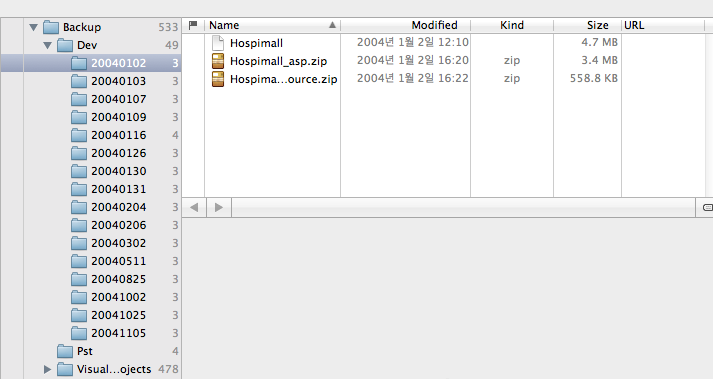 Backup 533
Dev 49
20040102 3
20040103 3
20040107 3
20040109 3
20040116 4
20040126 3
20040130 3
20040131 3
20040204 3
20040206 3
20040302 3
20040511 3
20040825 3
20041002 3
20041025 3
20041105 3
Pst 4
Visual...ojects 478
Name Modified Kind Size URL
Hospimall 2004년 1월 2일 12:10 4.7 MB
Hospimall_asp.zip 2004년 1월 2일 16:20 zip 3.4 MB
Hospima...ource.zip 2004년 1월 2일 16:22 zip 558.8 KB